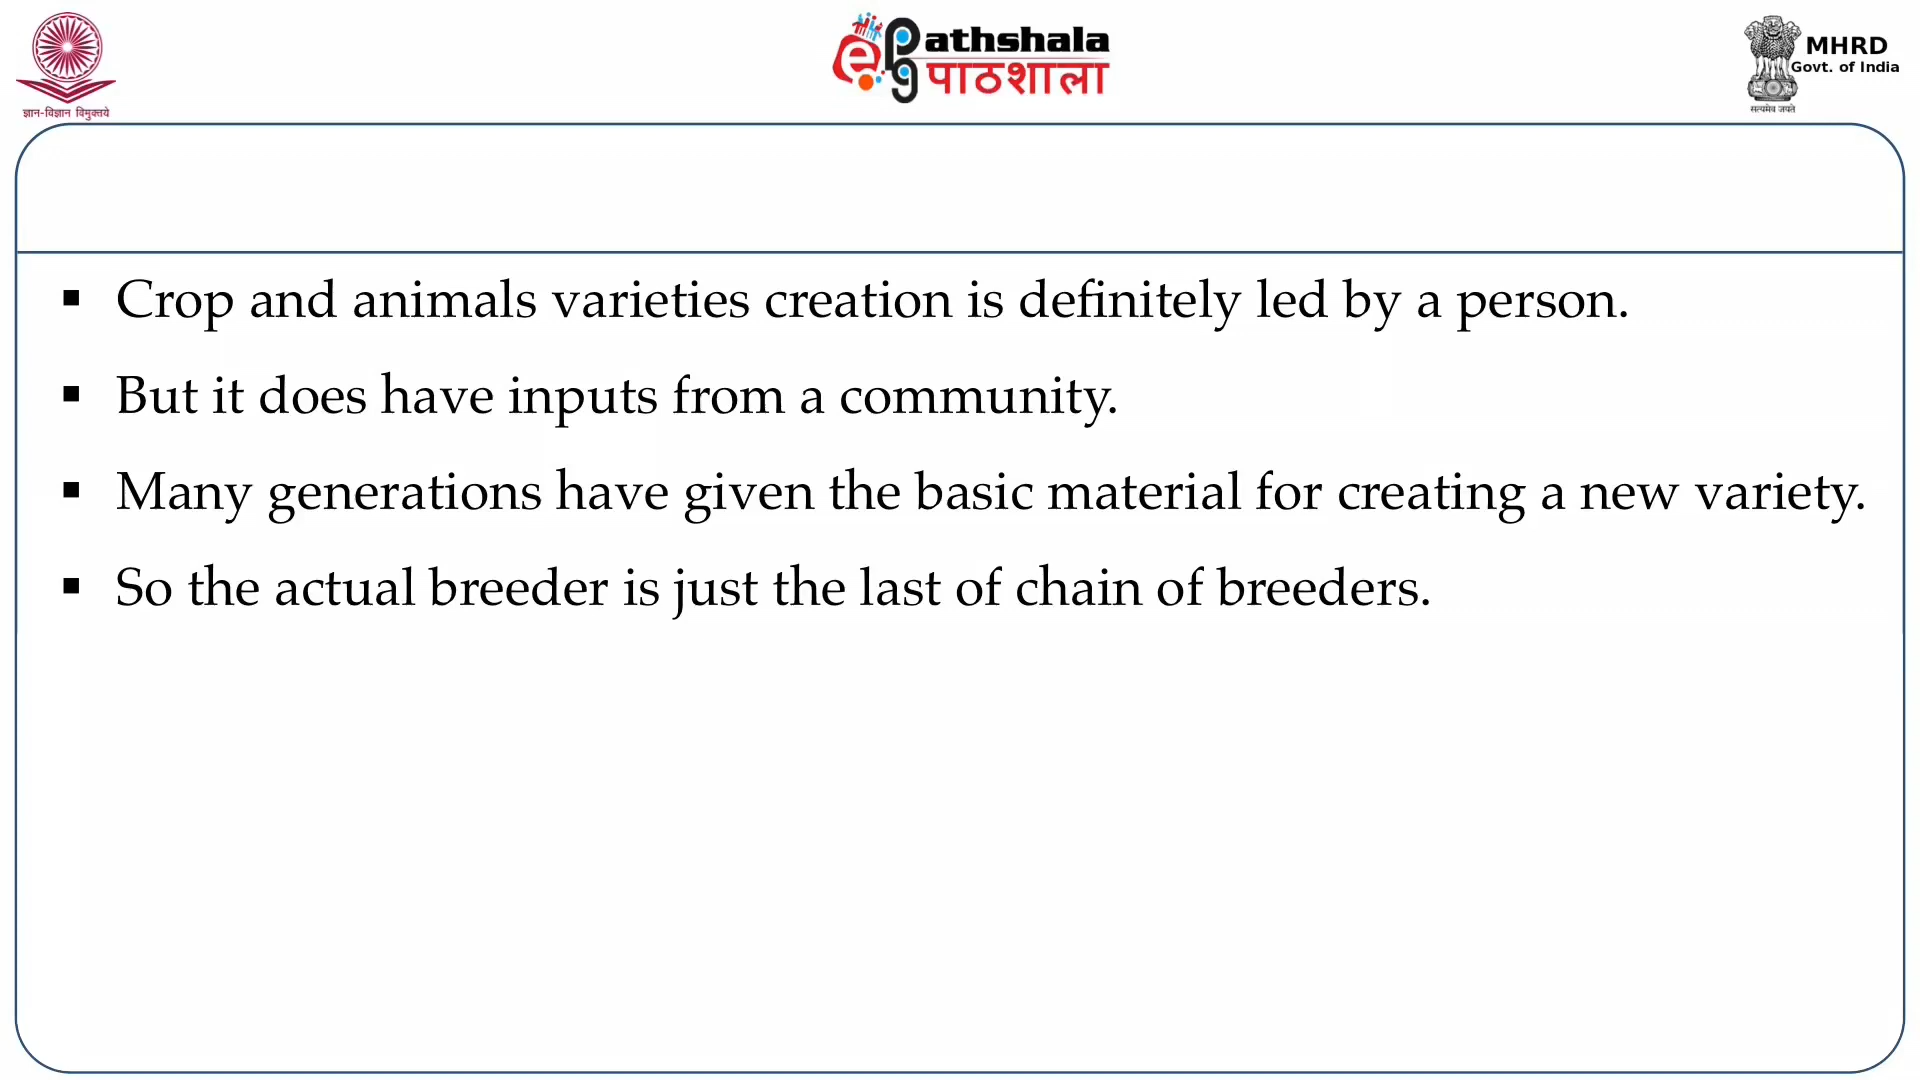 ज्ञान-विज्ञान विमुक्तये
ePGathshala
पाठशाला
MHRD
Govt. of India
सत्यमेव जयते
▪ Crop and animals varieties creation is definitely led by a person.
▪ But it does have inputs from a community.
▪ Many generations have given the basic material for creating a new variety.
▪ So the actual breeder is just the last of chain of breeders.